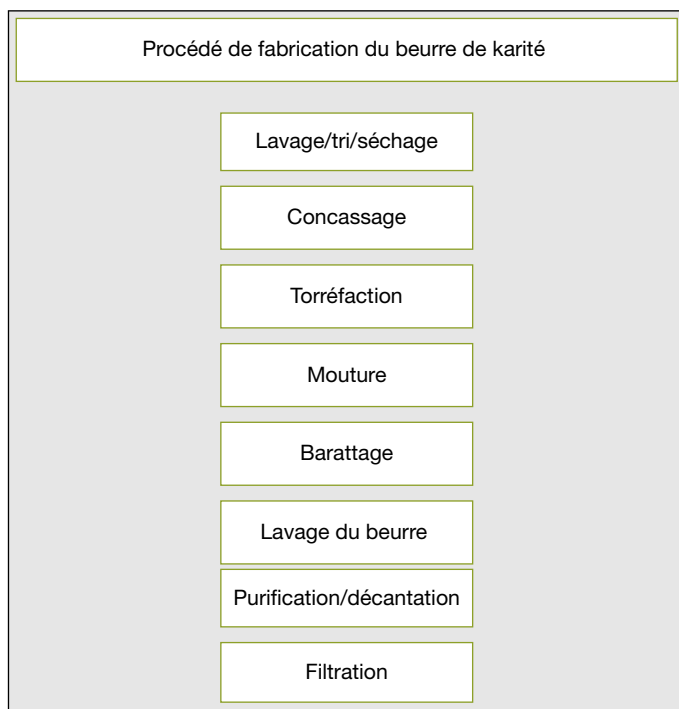 Procédé de fabrication du beurre de karité
Lavage/tri/séchage
Concassage
Torréfaction
Mouture
Barattage
Lavage du beurre
Purification/décantation
Filtration